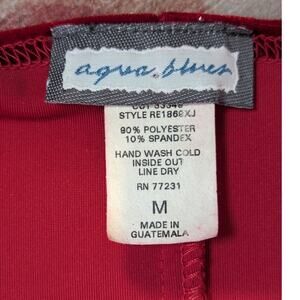 aqua blues
STYLE RE1868XJ
90% POLYESTER
10% SPANDEX
HAND WASH COLD
INSIDE OUT
LINE DRY
RN 77231
M
MADE IN
GUATEMALA